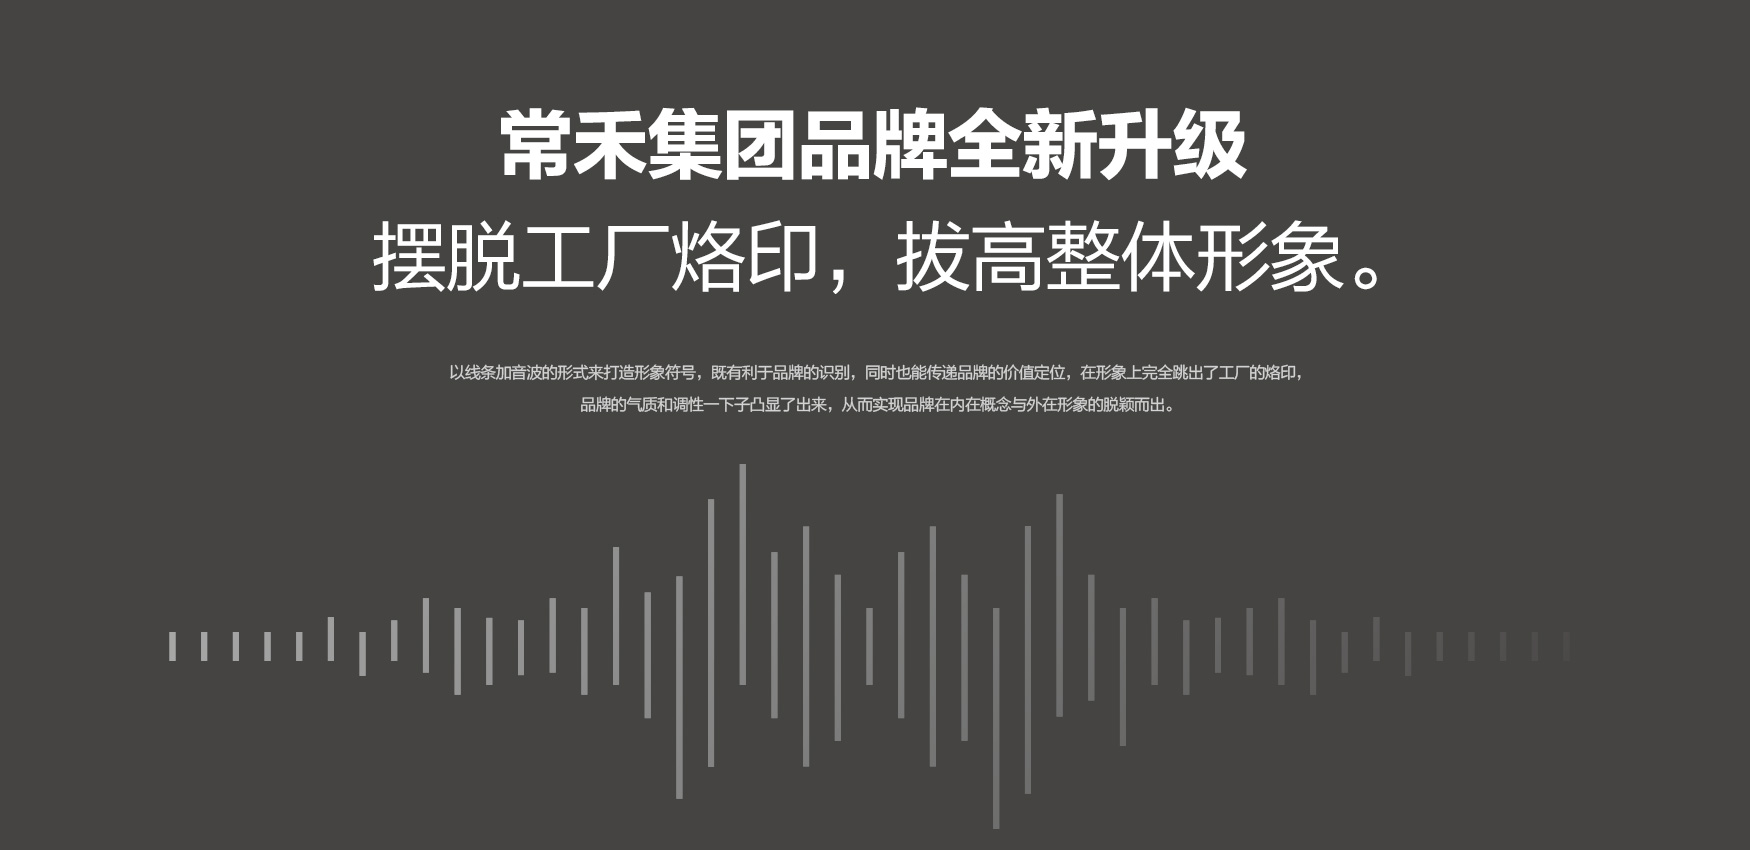 常禾集团品牌全新升级
摆脱工厂烙印，拔高整体形象。
以线条加音波的形式来打造形象符号，既有利于品牌的识别，同时也能传递品牌的价值定位，在形象上完全跳出了工厂的烙印，
品牌的气质和调性一下子凸显了出来，从而实现品牌在内在概念与外在形象的脱颖而出。